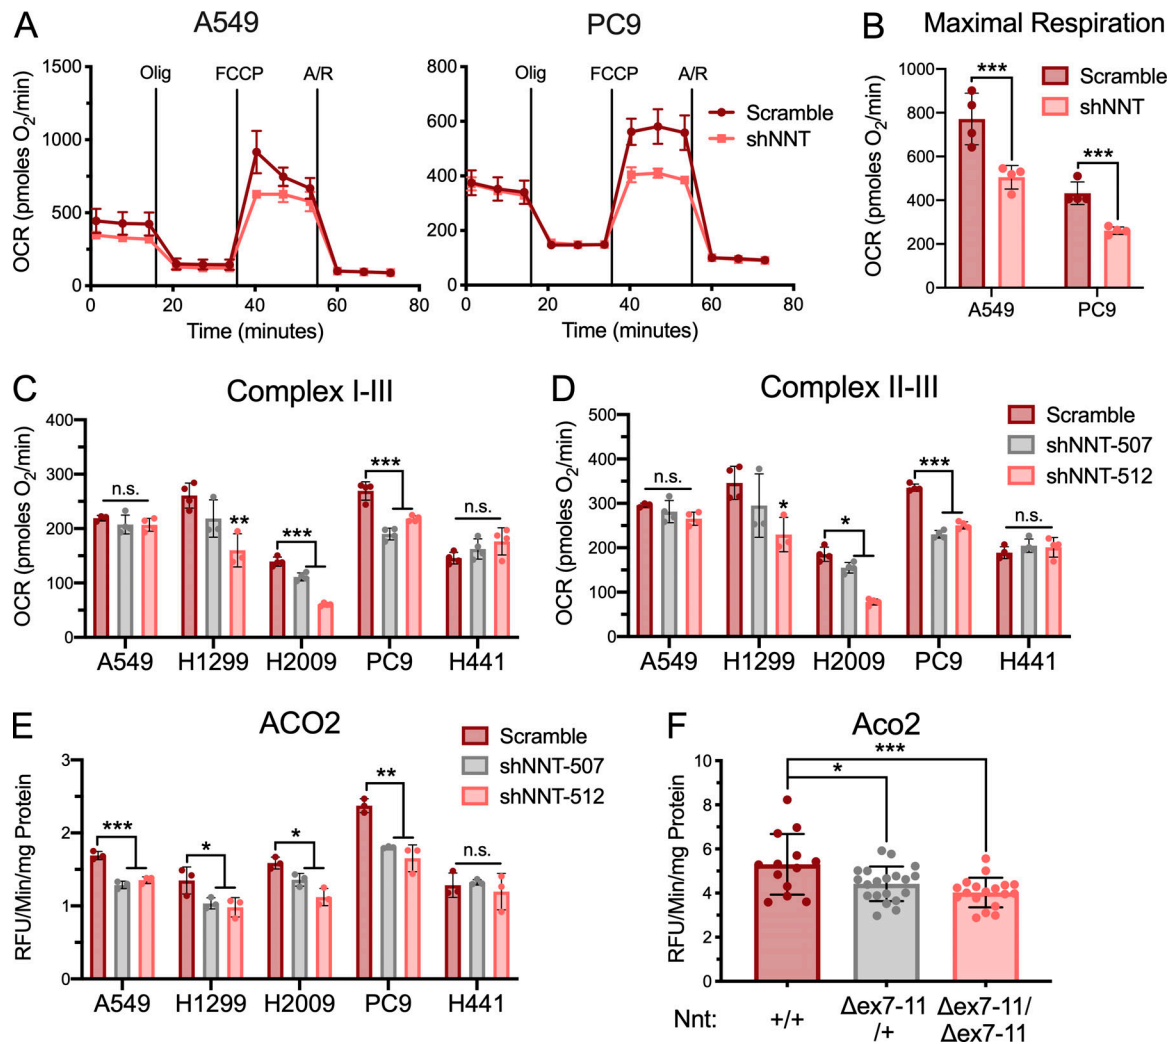 A
A549
PC9
B
Maximal Respiration
OCR (pmoles O2/min)
1500
1000
500
0
0
20
40
60
80
Time (minutes)
Olig
FCCP
A/R
OCR (pmoles O2/min)
800
600
400
200
0
0
20
40
60
80
Time (minutes)
Olig
FCCP
A/R
Scramble
shNNT
OCR (pmoles O2/min)
1000
800
600
400
200
0
***
***
A549
PC9
Scramble
shNNT
C
Complex I-III
OCR (pmoles O2/min)
400
300
200
100
0
n.s.
**
***
***
n.s.
A549
H1299
H2009
PC9
H441
D
Complex II-III
OCR (pmoles O2/min)
500
400
300
200
100
0
n.s.
*
*
***
n.s.
A549
H1299
H2009
PC9
H441
Scramble
shNNT-507
shNNT-512
E
ACO2
RFU/Min/mg Protein
3
2
1
0
***
*
*
**
n.s.
A549
H1299
H2009
PC9
H441
Scramble
shNNT-507
shNNT-512
F
Aco2
RFU/Min/mg Protein
10
8
6
4
2
0
***
*
Nnt:
+/+
Δex7-11
/+
Δex7-11/
Δex7-11